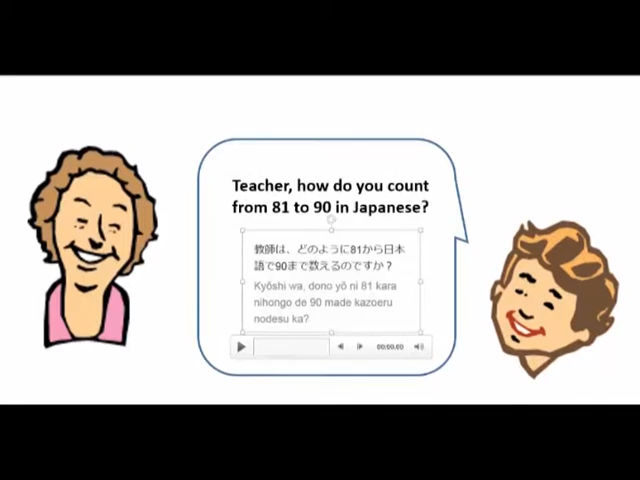 Teacher, how do you count
from 81 to 90 in Japanese?
教師は、どのように81から日本
語で90まで数えるのですか？
Kyōshi wa, dono yō ni 81 kara
nihongo de 90 made kazoeru
nodesu ka?
00:00.00